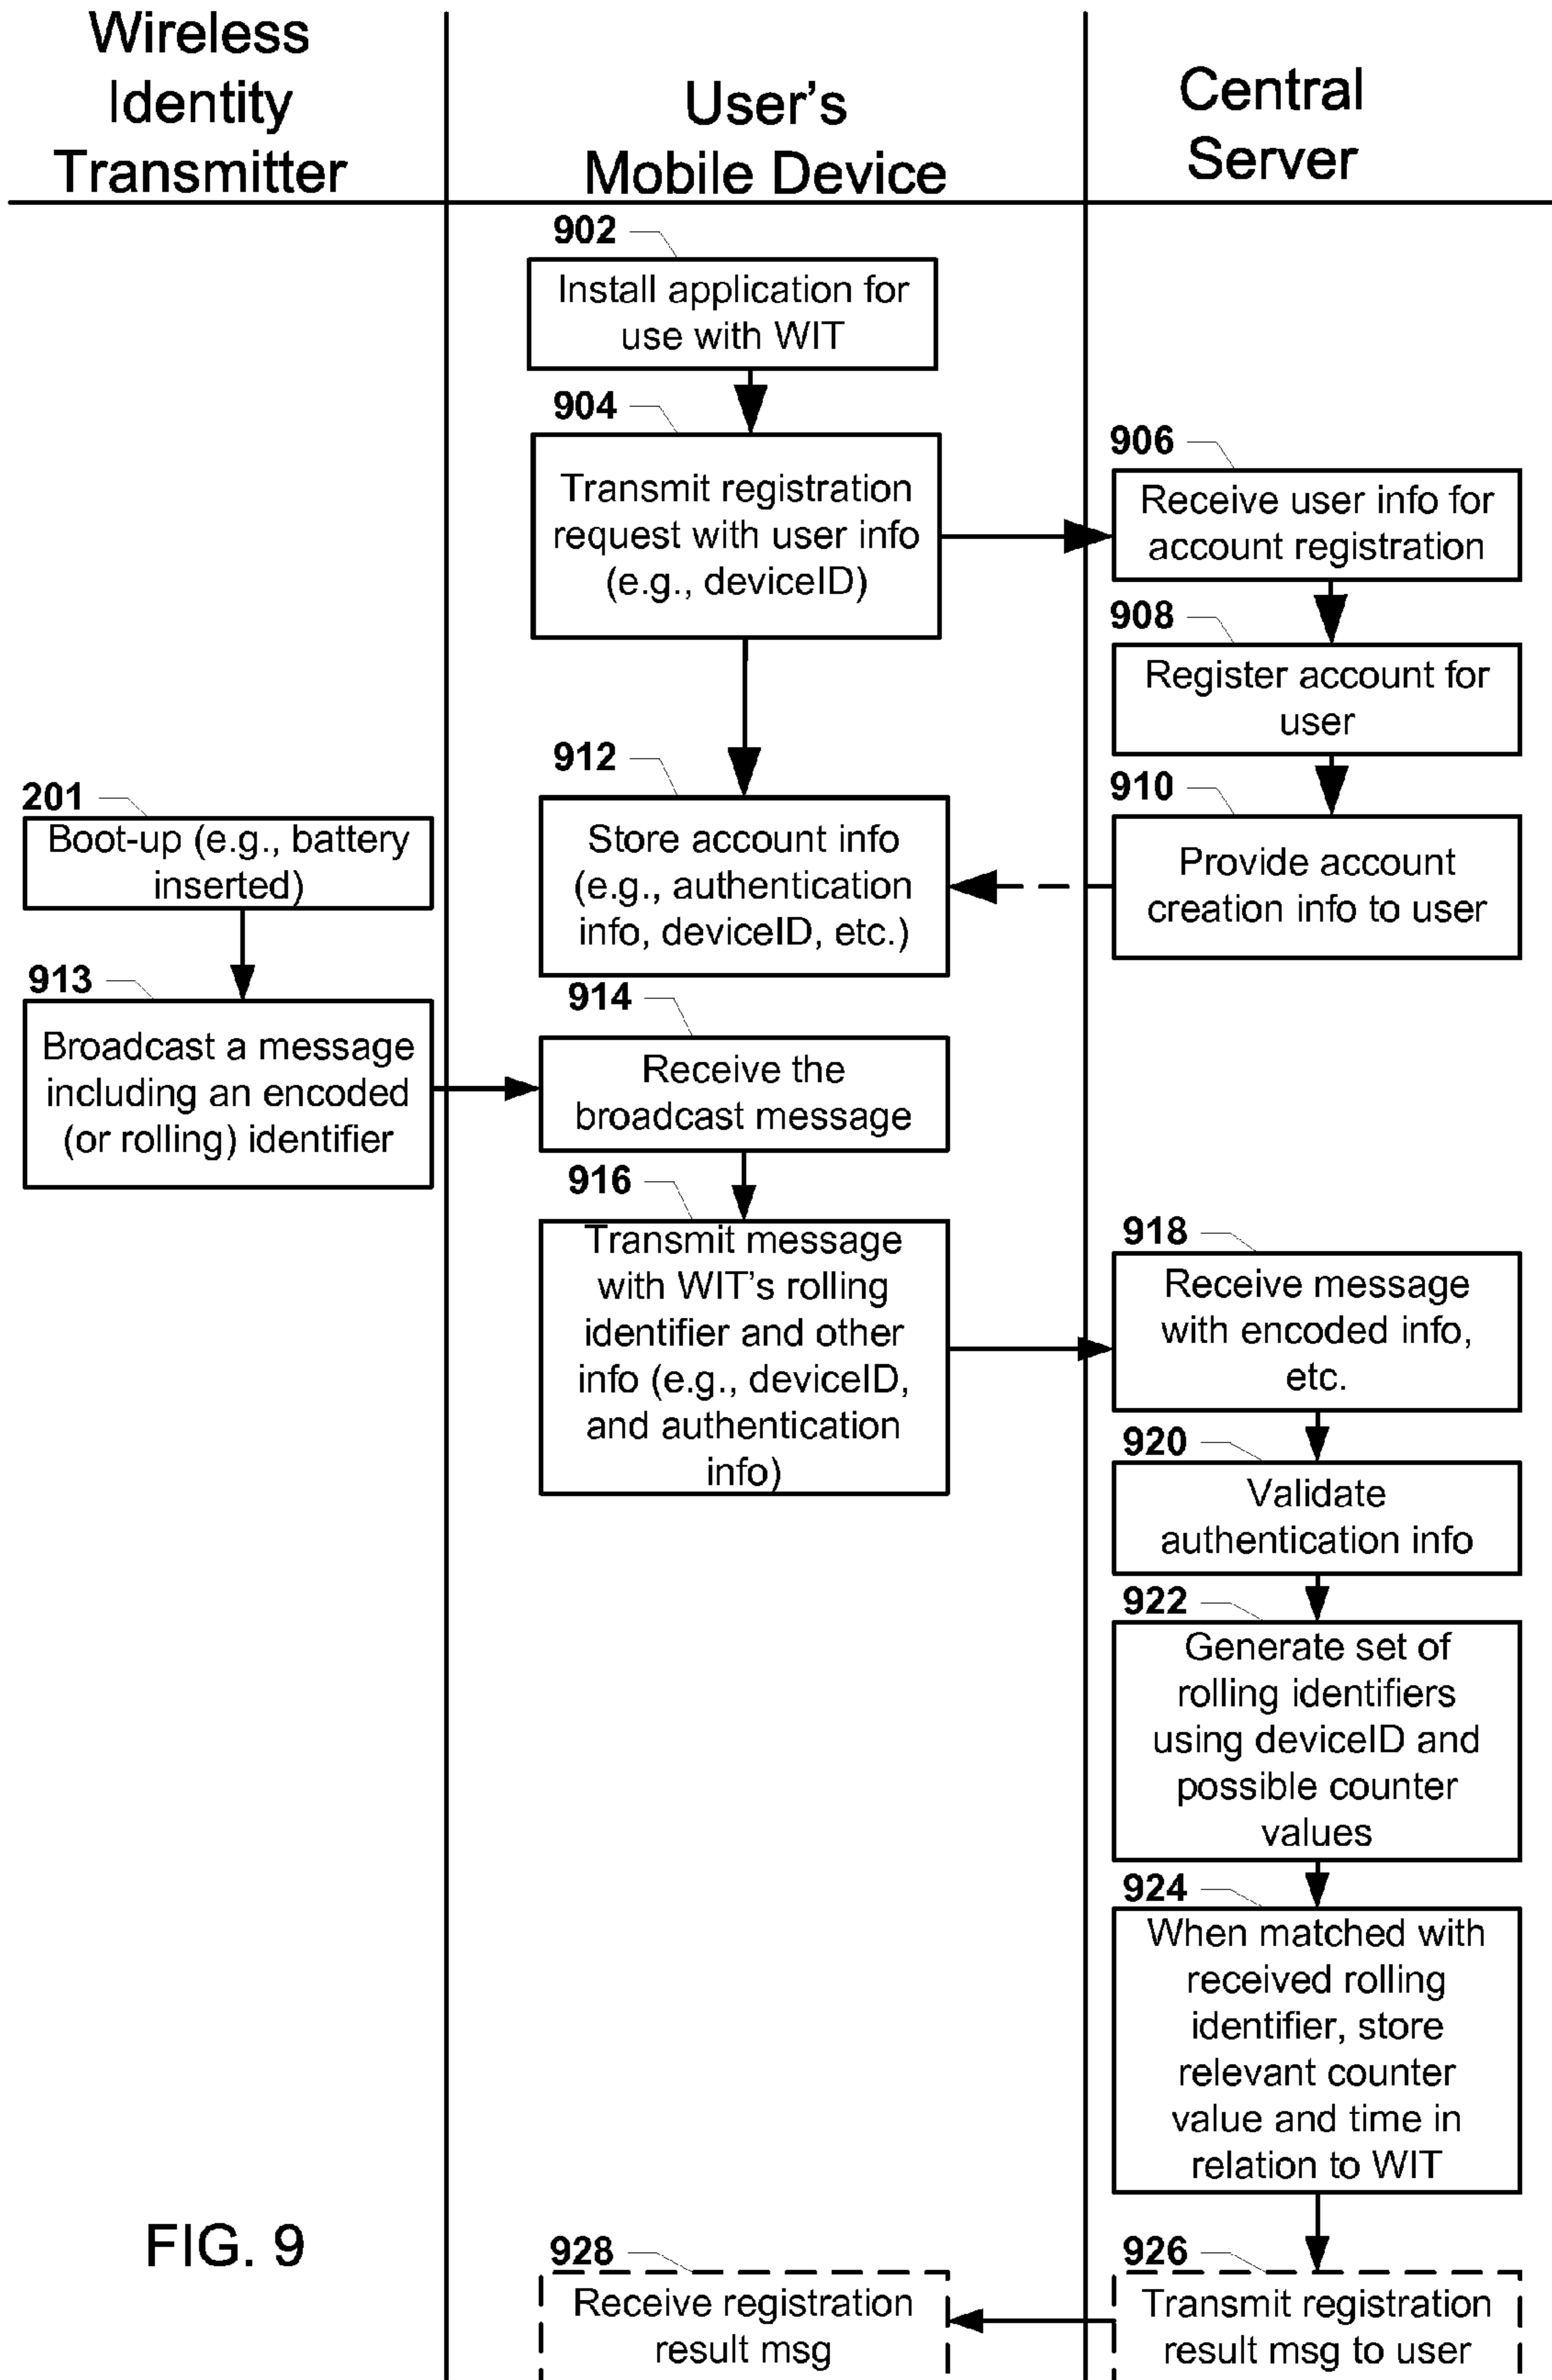 Wireless
Identity
Transmitter
User's
Mobile Device
Central
Server
902
Install application for
use with WIT
904
Transmit registration
request with user info
(e.g., deviceID)
906
Receive user info for
account registration
908
Register account for
user
910
Provide account
creation info to user
912
Store account info
(e.g., authentication
info, deviceID, etc.)
201
Boot-up (e.g., battery
inserted)
913
Broadcast a message
including an encoded
(or rolling) identifier
914
Receive the
broadcast message
916
Transmit message
with WIT's rolling
identifier and other
info (e.g., deviceID,
and authentication
info)
918
Receive message
with encoded info,
etc.
920
Validate
authentication info
922
Generate set of
rolling identifiers
using deviceID and
possible counter
values
924
When matched with
received rolling
identifier, store
relevant counter
value and time in
relation to WIT
926
Transmit registration
result msg to user
928
Receive registration
result msg
FIG. 9